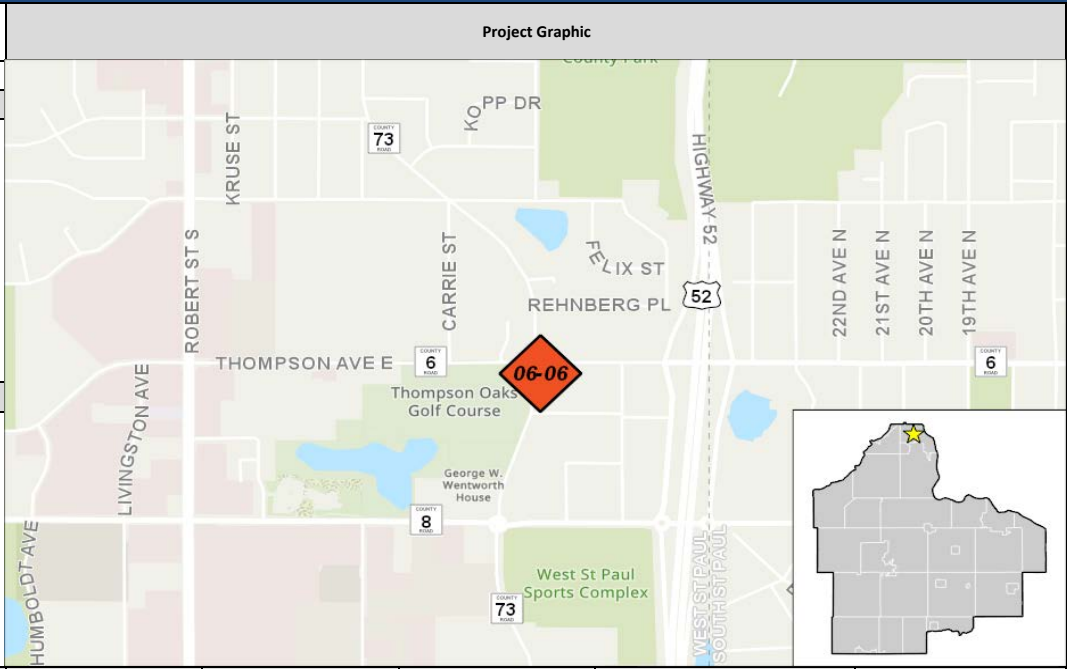 Project Graphic
County Park
KOPP DR
COUNTY
73
ROAD
KRUSE ST
HIGHWAY 52
ROBERT ST S
CARRIE ST
FELIX ST
22ND AVE N
21ST AVE N
20TH AVE N
19TH AVE N
REHNBERG PL
52
THOMPSON AVE E
COUNTY
6
ROAD
06-06
COUNTY
6
ROAD
LIVINGSTON AVE
Thompson Oaks
Golf Course
George W.
Wentworth
House
COUNTY
8
ROAD
HUMBOLDT AVE
WEST ST PAUL
SOUTH ST PAUL
West St Paul
Sports Complex
COUNTY
73
ROAD